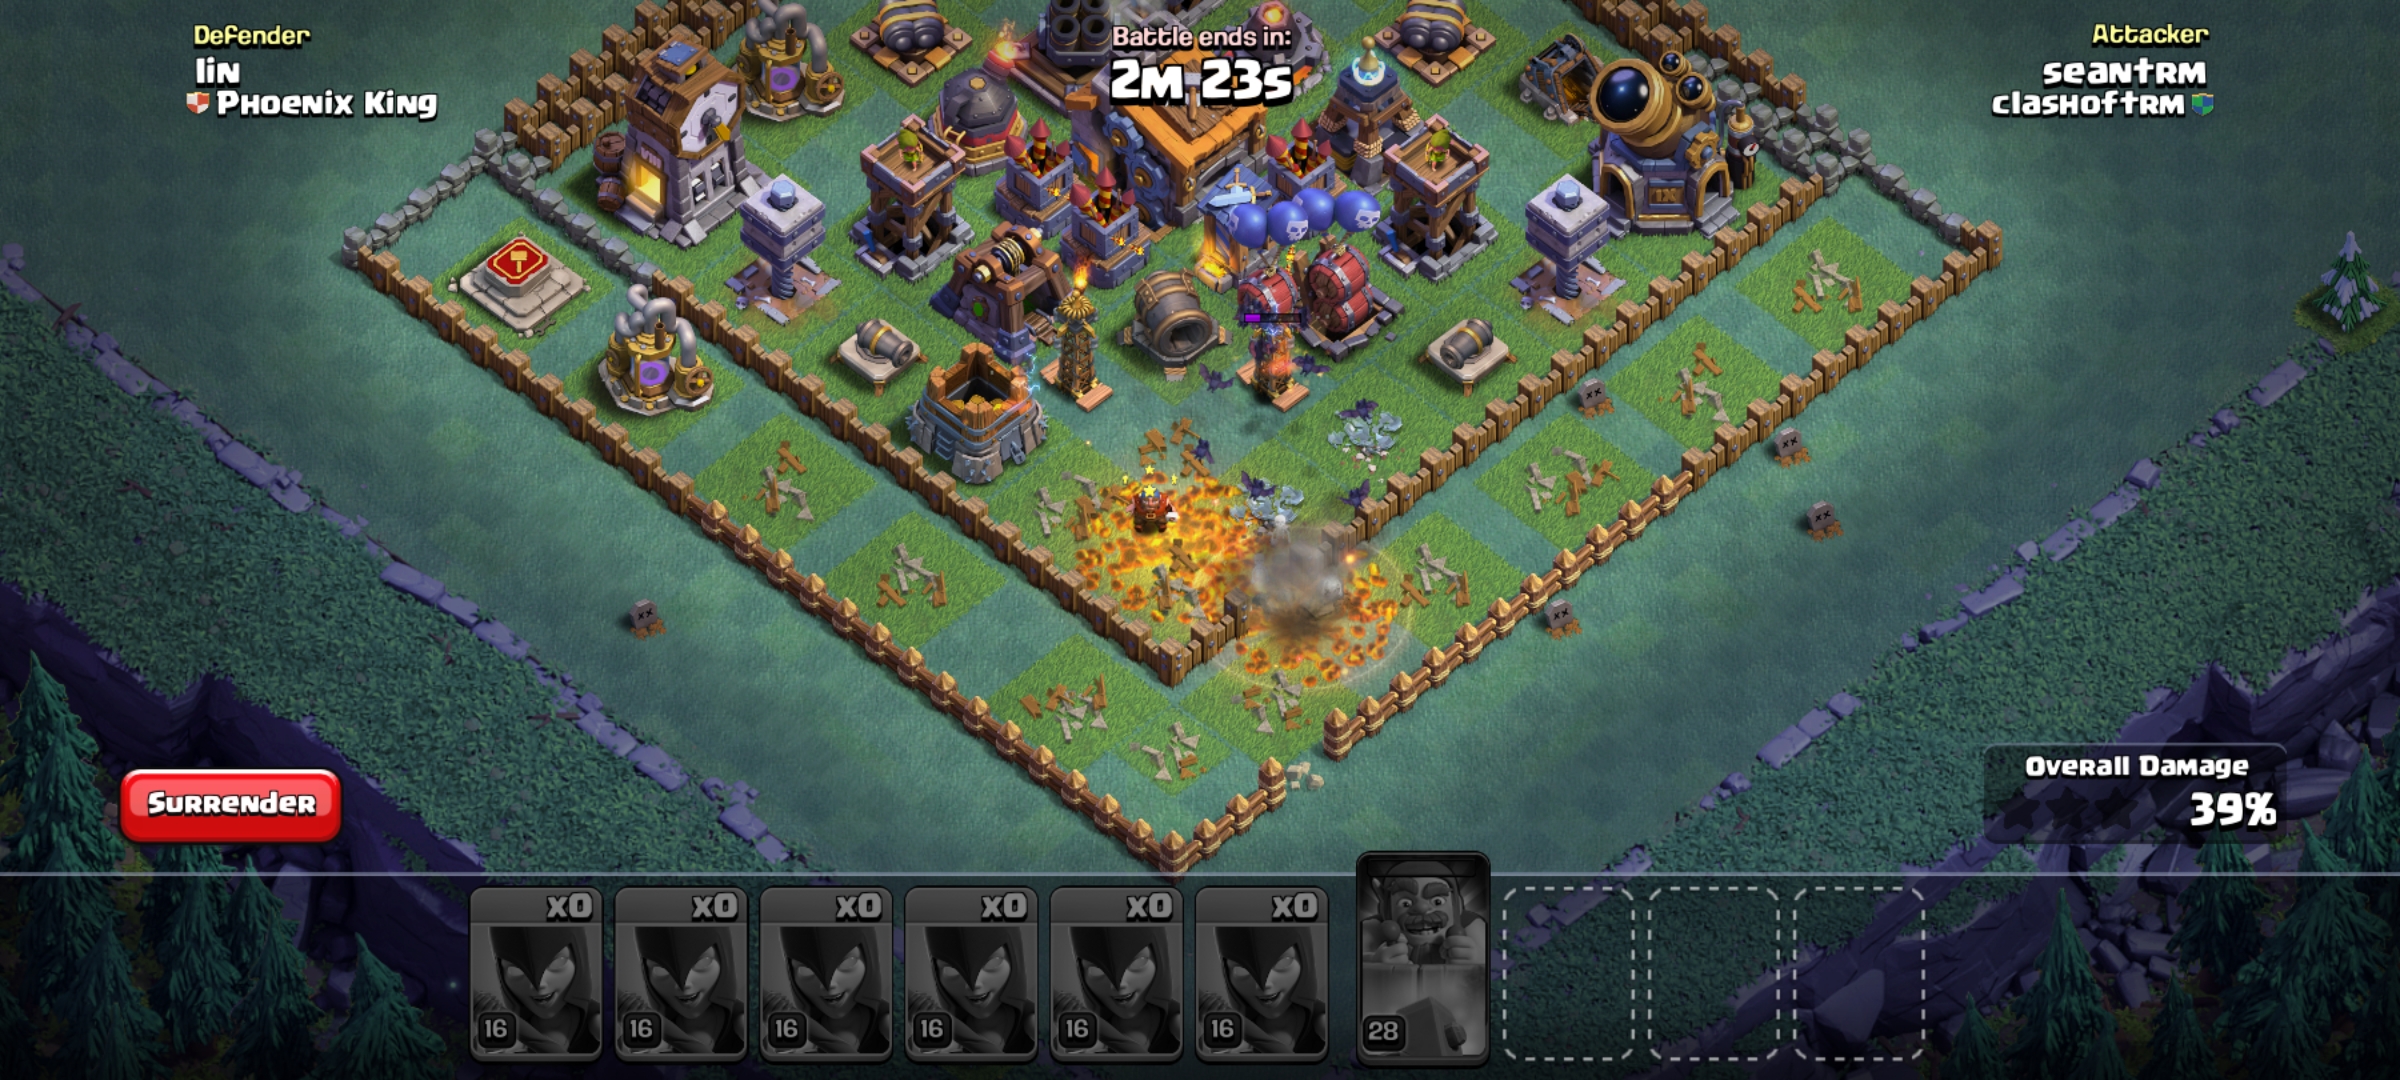 Defender
liN
Phoenix King
Battle ends in:
2M 23s
Attacker
seantRM
clashoftRM
Surrender
Overall Damage
39%
x0
x0
x0
x0
x0
x0
16
16
16
16
16
16
28